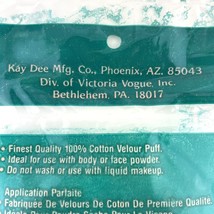 Kay Dee Mfg. Co., Phoenix, AZ. 85043
Div. of Victoria Vogue, Inc.
Bethlehem, PA. 18017
• Finest Quality 100% Cotton Velour Puff.
• Ideal for use with body or face powder.
• Do not wash or use with liquid makeup.
Application Parfaite
• Fabriquée De Velours De Coton De Première Qualité